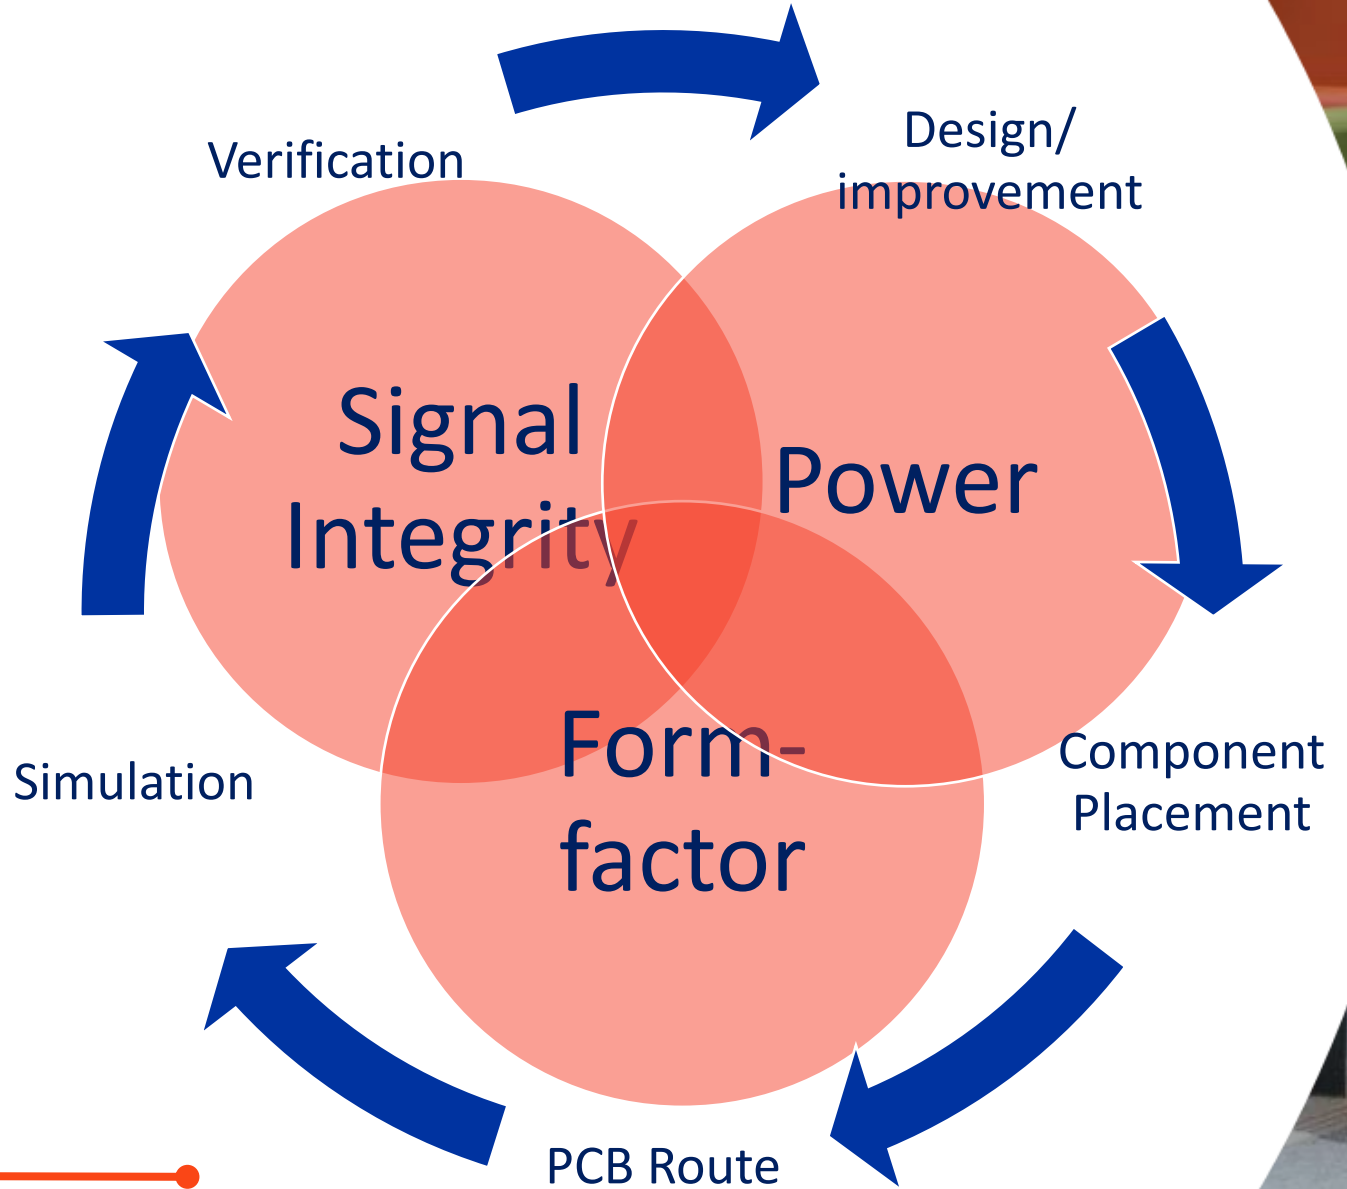 Verification
Design/
improvement
Signal
Integrity
Power
Form-
factor
Component
Placement
Simulation
PCB Route